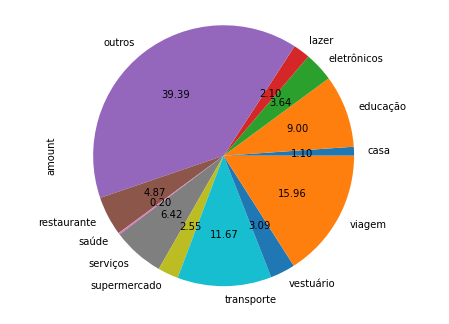 outros
lazer
eletrônicos
educação
casa
viagem
vestuário
transporte
supermercado
serviços
saúde
restaurante
amount
39.39
2.10
3.64
9.00
1.10
15.96
3.09
11.67
2.55
6.42
0.20
4.87